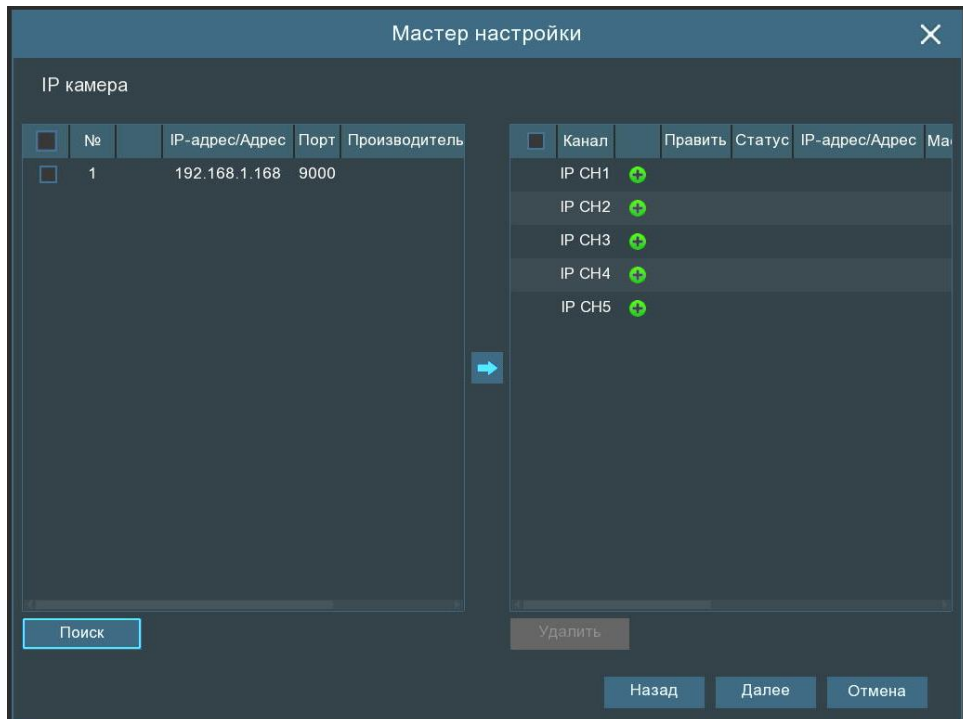 Мастер настройки
IP камера
№ IP-адрес/Адрес Порт Производитель
1 192.168.1.168 9000
Канал Править Статус IP-адрес/Адрес Мас
IP CH1
IP CH2
IP CH3
IP CH4
IP CH5
Поиск
Удалить
Назад Далее Отмена